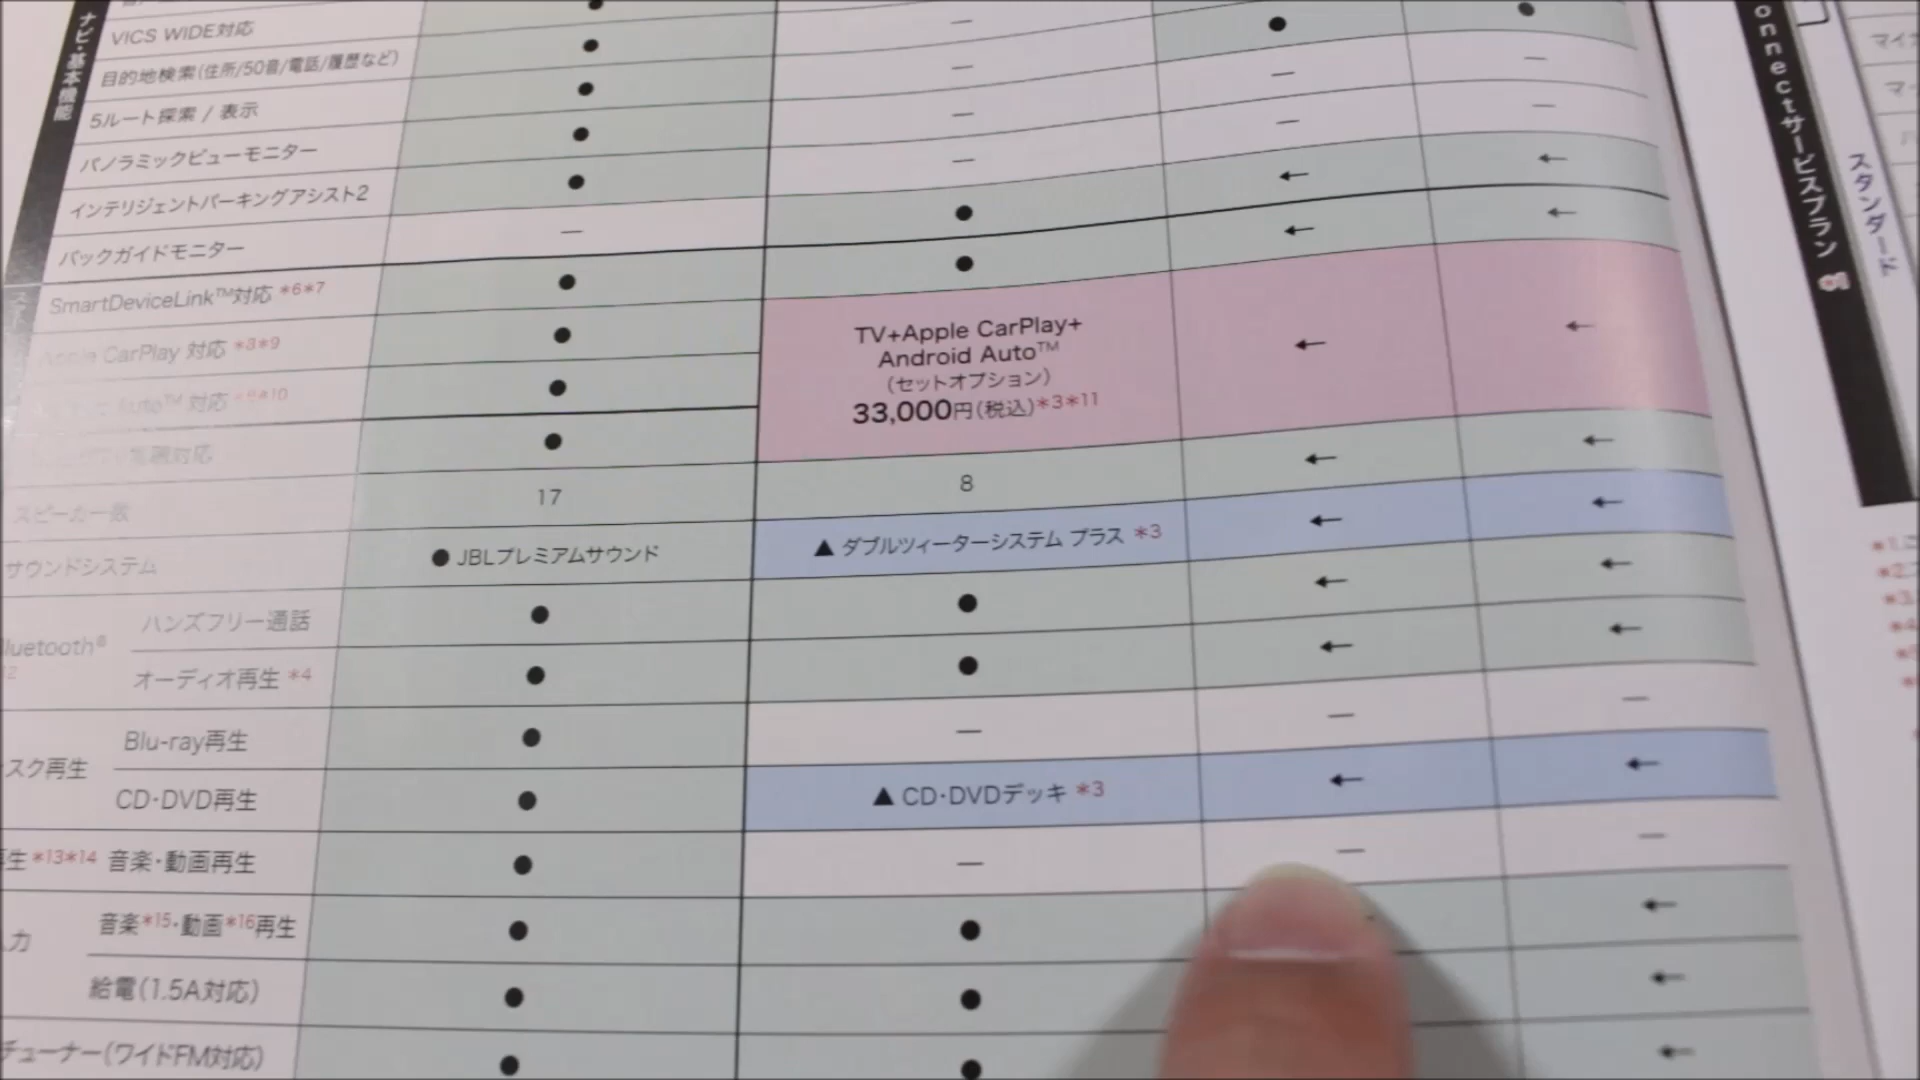 ナビ・基本機能
VICS WIDE対応
目的地検索(住所/50音/電話/履歴など)
5ルート探索 / 表示
パノラミックビューモニター
インテリジェントパーキングアシスト2
バックガイドモニター
SmartDeviceLink™対応 *6*7
Apple CarPlay 対応 *8*9
Auto™ 対応 *8*10
TV+Apple CarPlay+
Android Auto™
(セットオプション)
33,000円(税込)*3*11
スピーカー数
17
8
サウンドシステム
● JBLプレミアムサウンド
▲ ダブルツィーターシステム プラス *3
Bluetooth®
ハンズフリー通話
オーディオ再生 *4
スク再生
Blu-ray再生
CD・DVD再生
▲ CD・DVDデッキ *3
生 *13*14 音楽・動画再生
力
音楽*15・動画*16再生
給電(1.5A対応)
チューナー(ワイドFM対応)
onnectサービスプラン *1
スタンダード